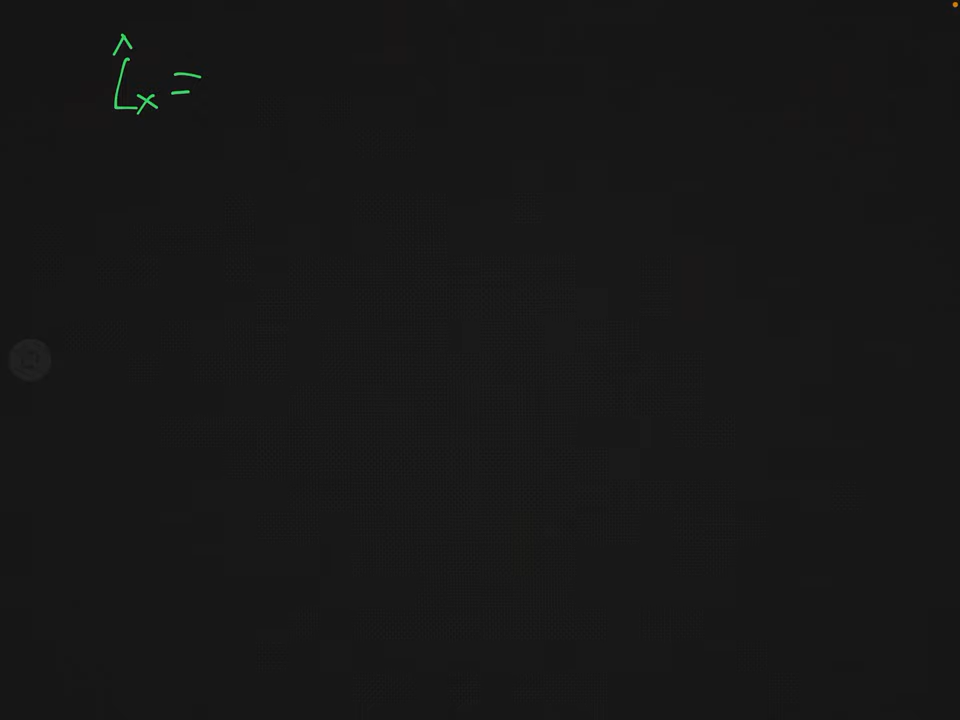 L̂ₓ =